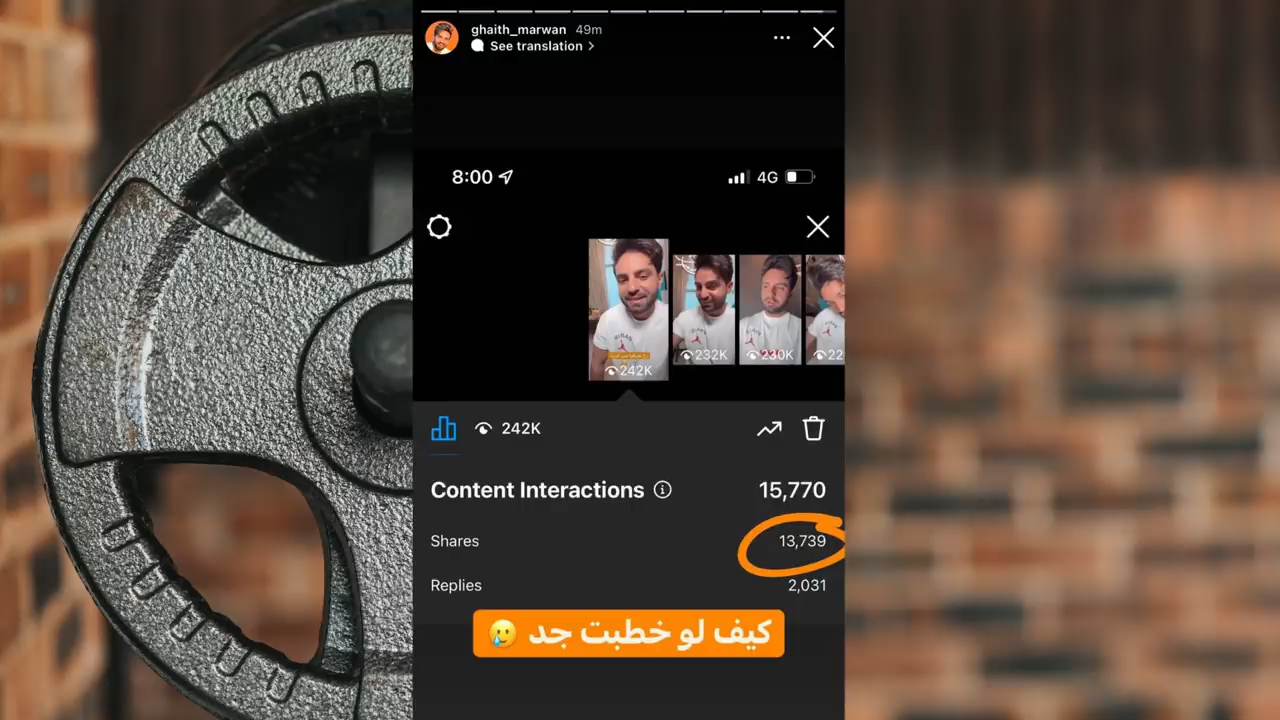 ghaith_marwan 49m
See translation >
8:00 4G
242K
232K
230K
22
242K
Content Interactions 15,770
Shares 13,739
Replies 2,031
كيف لو خطبت جد 🥲